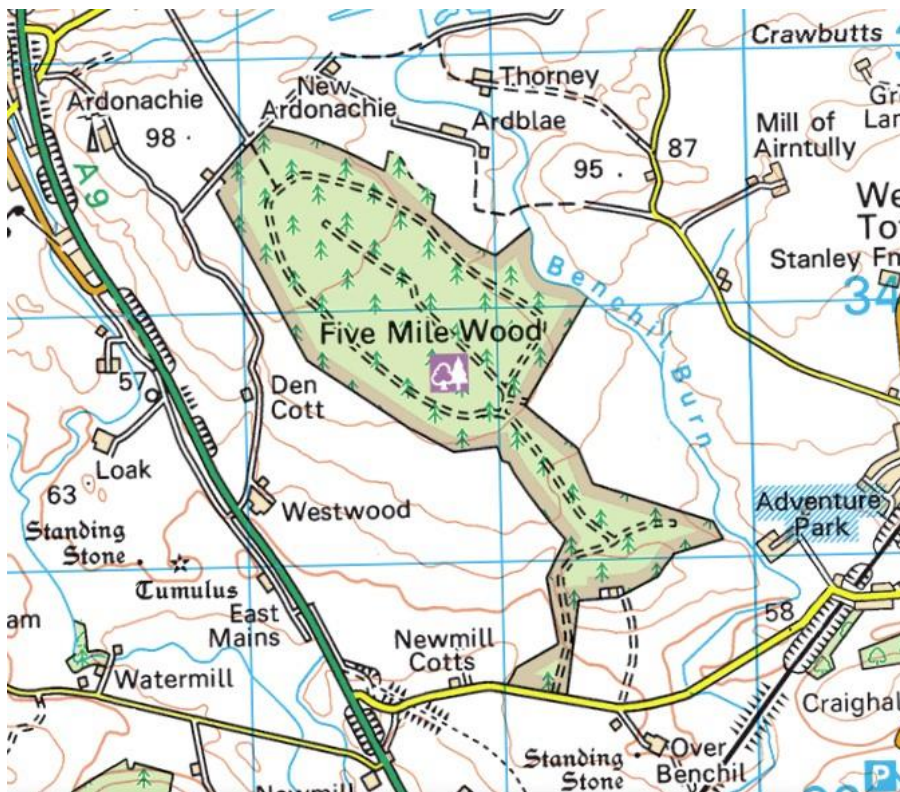 Crawbutts
Thorney
New
Ardonachie
Ardonachie
Ardblae
98
Mill of
Airntully
87
95
A9
Stanley Fm
Benchil Burn
34
Five Mile Wood
57
Den
Cott
Loak
63
Westwood
Adventure
Park
Standing
Stone
Tumulus
East
Mains
58
Newmill
Cotts
Watermill
Craighal
Standing
Stone
Over
Benchil
P